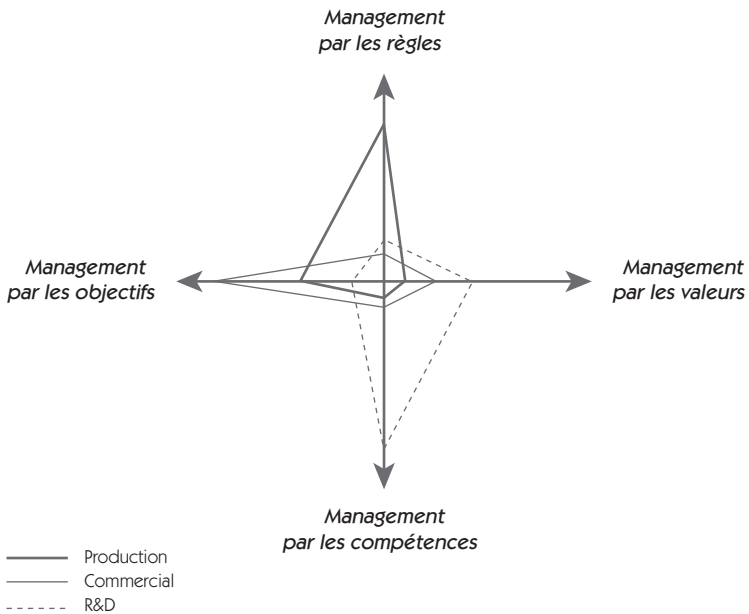 Management
par les règles
Management
par les objectifs
Management
par les valeurs
Management
par les compétences
Production
Commercial
R&D